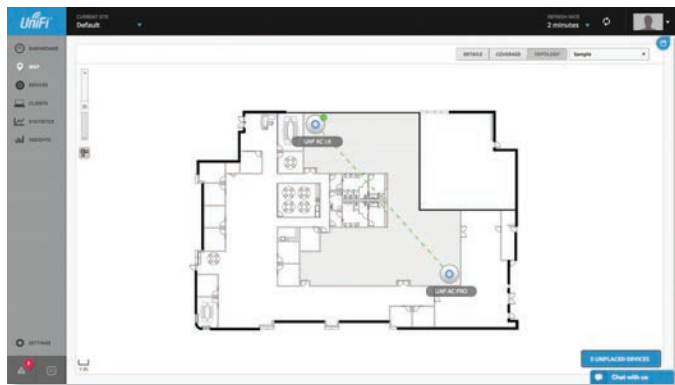 UniFi
CURRENT SITE
Default
REFRESH RATE
2 minutes
DASHBOARD
MAP
DEVICES
CLIENTS
STATISTICS
INSIGHTS
DETAILS COVERAGE TOPOLOGY Sample
UAP AC LR
UAP AC PRO
SETTINGS
5 UNPLACED DEVICES
Chat with us